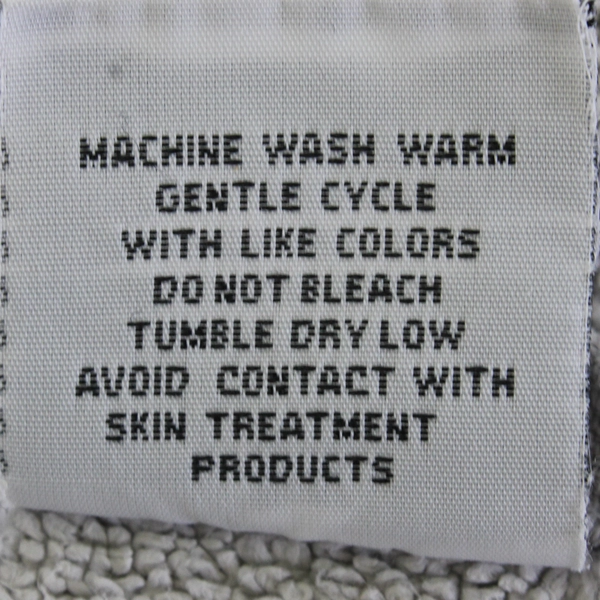 MACHINE WASH WARM
GENTLE CYCLE
WITH LIKE COLORS
DO NOT BLEACH
TUMBLE DRY LOW
AVOID CONTACT WITH
SKIN TREATMENT
PRODUCTS